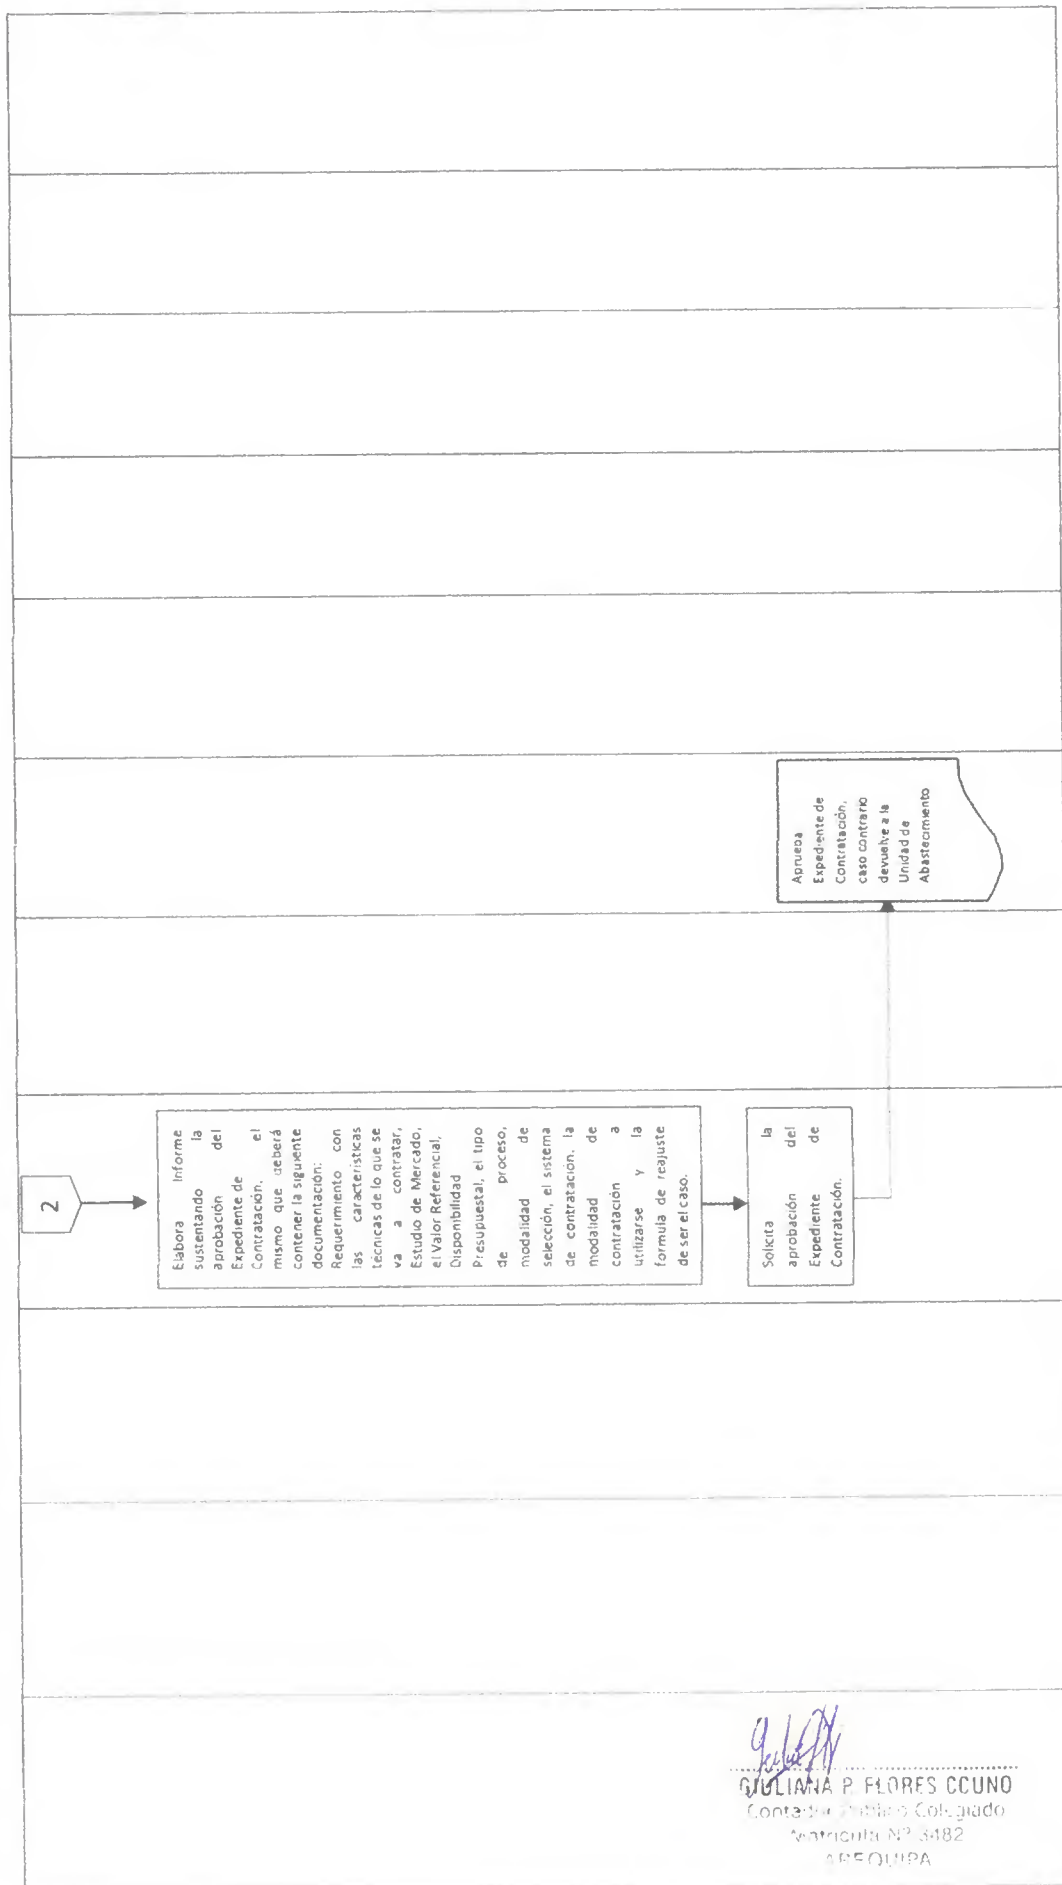 2
Elabora Informe
sustentando la
aprobación del
Expediente de
Contratación, el
mismo que deberá
contener la siguiente
documentación:
Requerimiento con
las características
técnicas de lo que se
va a contratar,
Estudio de Mercado,
el Valor Referencial,
Disponibilidad
Presupuestal, el tipo
de proceso,
modalidad de
selección, el sistema
de contratación, la
modalidad de
contratación a
utilizarse y la
formula de reajuste
de ser el caso.
Solicita la
aprobación del
Expediente de
Contratación.
Aprueba
Expediente de
Contratación,
caso contrario
devuelve a la
Unidad de
Abastecimiento
GIULIANA P. FLORES CCUNO
Contador Público Colegiado
Matricula Nº 3482
AREQUIPA